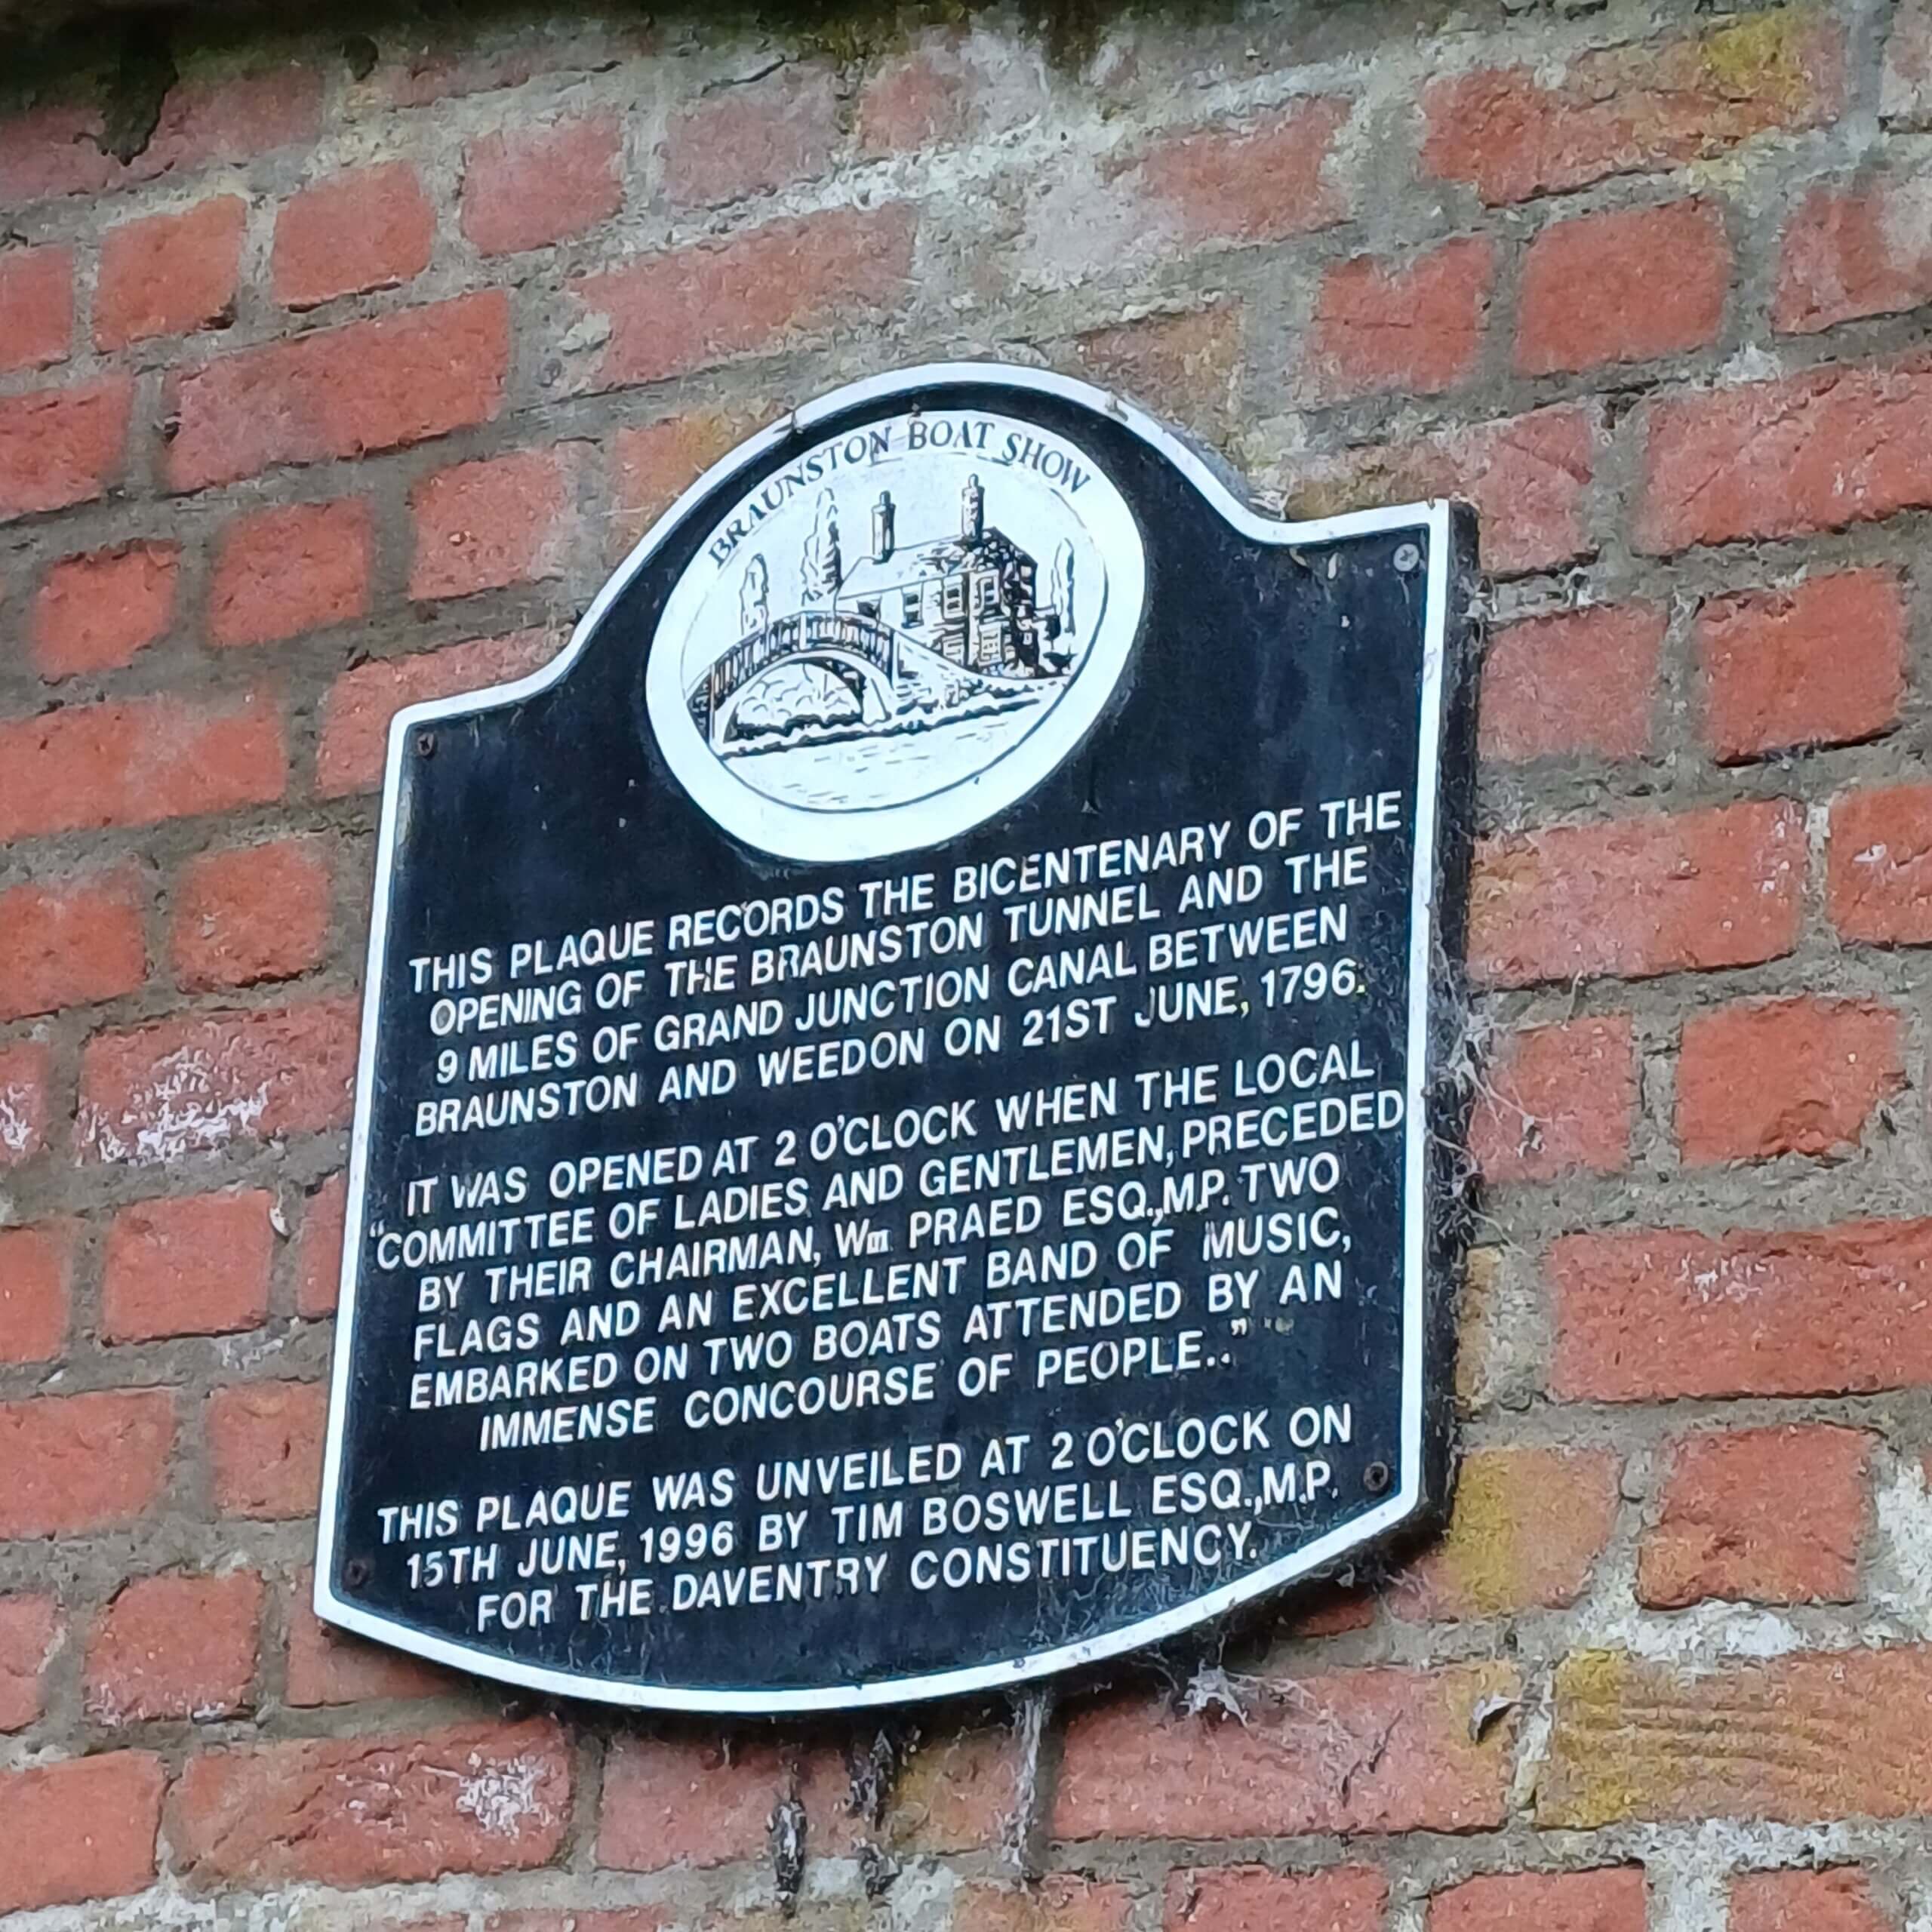 BRAUNSTON BOAT SHOW
THIS PLAQUE RECORDS THE BICENTENARY OF THE
OPENING OF THE BRAUNSTON TUNNEL AND THE
9 MILES OF GRAND JUNCTION CANAL BETWEEN
BRAUNSTON AND WEEDON ON 21ST JUNE, 1796.
IT WAS OPENED AT 2 O'CLOCK WHEN THE LOCAL
"COMMITTEE OF LADIES AND GENTLEMEN, PRECEDED
BY THEIR CHAIRMAN, Wm PRAED ESQ.,M.P. TWO
FLAGS AND AN EXCELLENT BAND OF MUSIC,
EMBARKED ON TWO BOATS ATTENDED BY AN
IMMENSE CONCOURSE OF PEOPLE.."
THIS PLAQUE WAS UNVEILED AT 2 O'CLOCK ON
15TH JUNE, 1996 BY TIM BOSWELL ESQ.,M.P.
FOR THE DAVENTRY CONSTITUENCY.